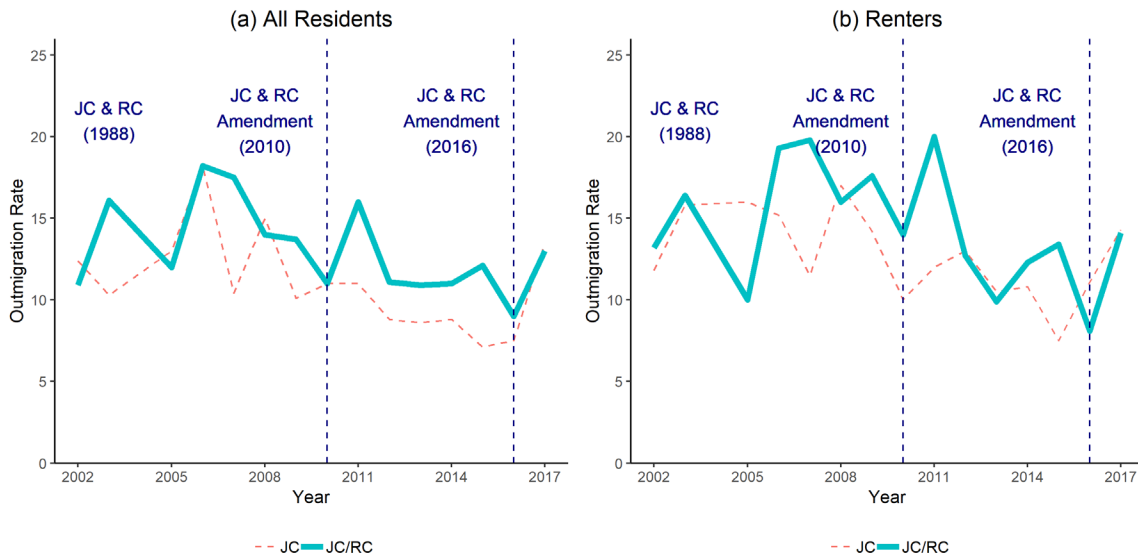 (a) All Residents
25
20
15
10
5
0
Outmigration Rate
JC & RC
(1988)
JC & RC
Amendment
(2010)
JC & RC
Amendment
(2016)
2002
2005
2008
2011
2014
2017
Year
(b) Renters
25
20
15
10
5
0
Outmigration Rate
JC & RC
(1988)
JC & RC
Amendment
(2010)
JC & RC
Amendment
(2016)
2002
2005
2008
2011
2014
2017
Year
JC JC/RC
JC JC/RC